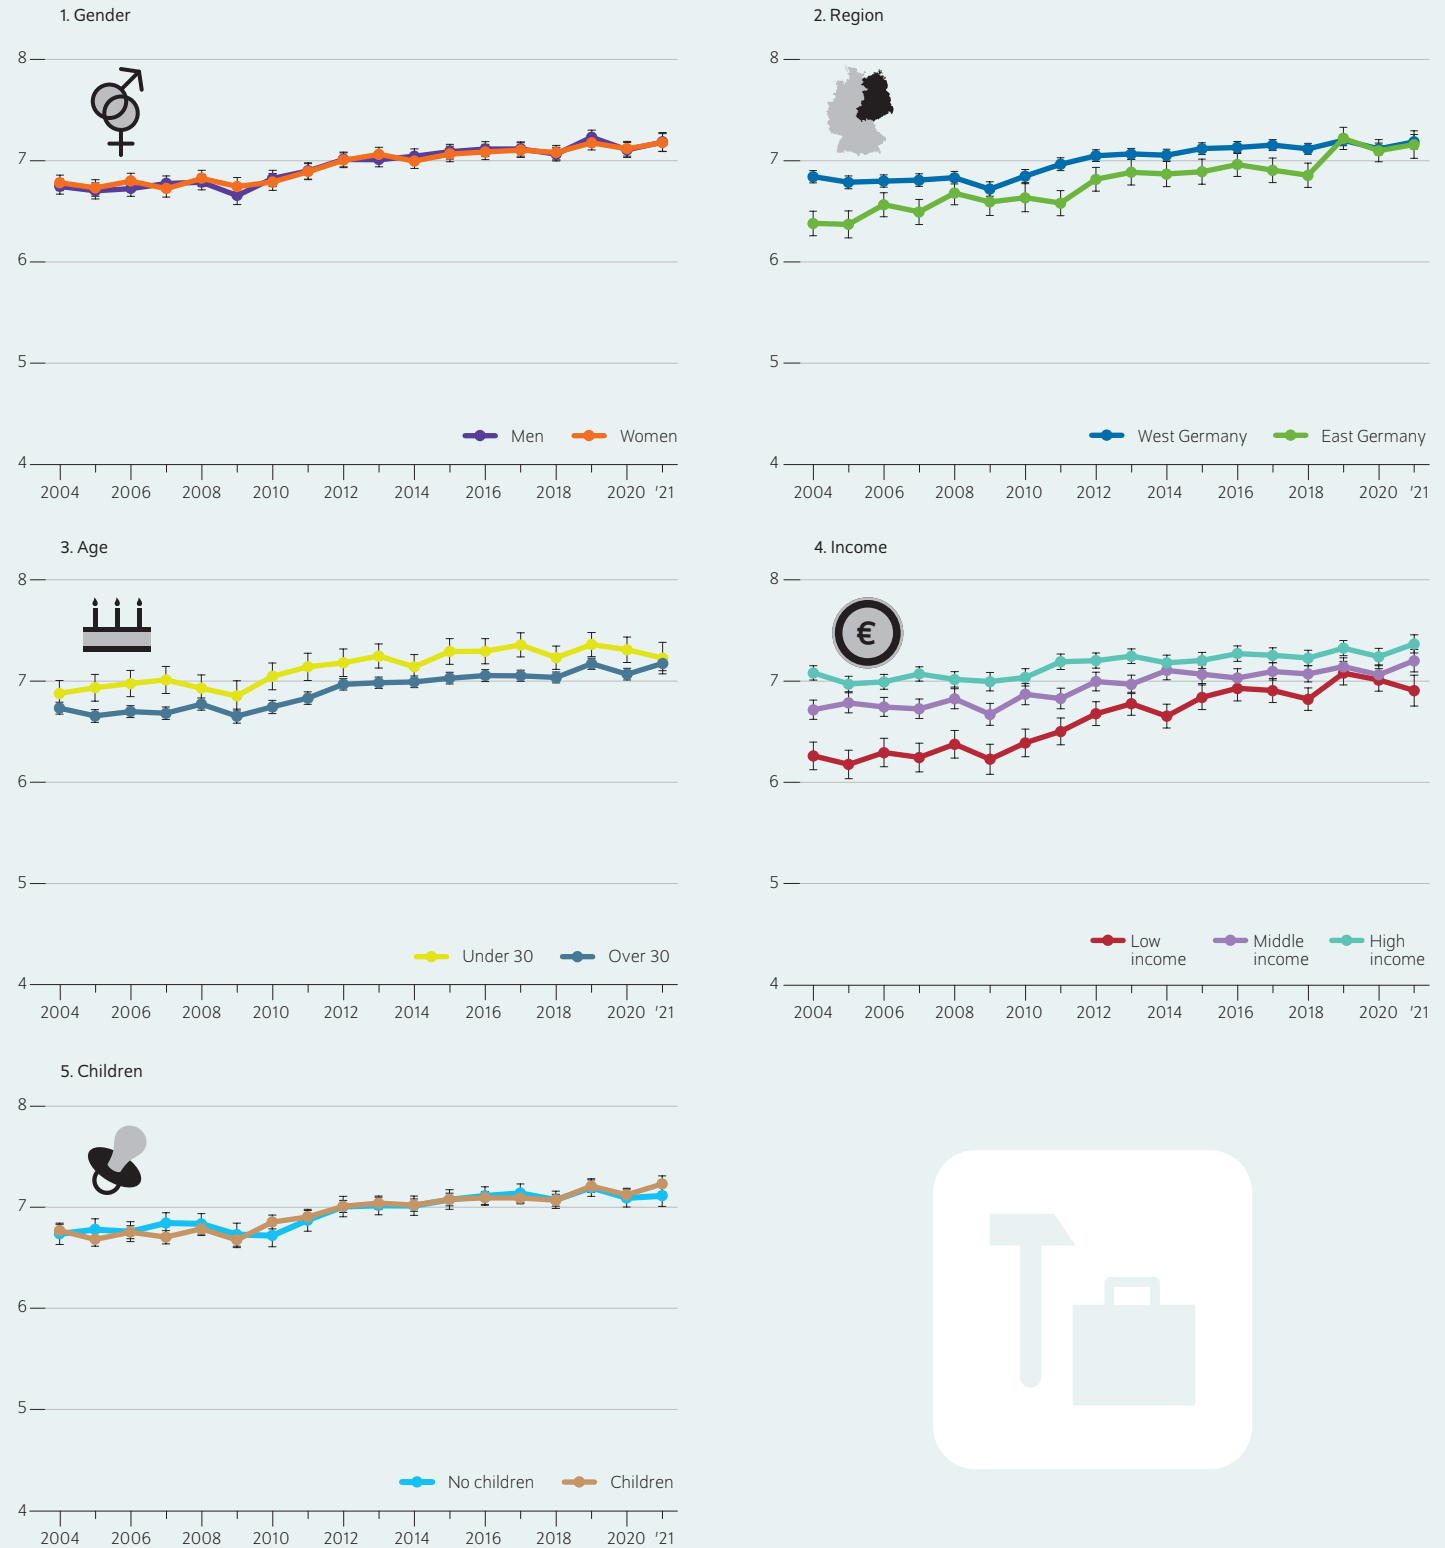 1. Gender
8
7
6
5
4
Men Women
2004 2006 2008 2010 2012 2014 2016 2018 2020 '21
2. Region
8
7
6
5
4
West Germany East Germany
2004 2006 2008 2010 2012 2014 2016 2018 2020 '21
3. Age
8
7
6
5
4
Under 30 Over 30
2004 2006 2008 2010 2012 2014 2016 2018 2020 '21
4. Income
8
€
7
6
5
4
Low income
Middle income
High income
2004 2006 2008 2010 2012 2014 2016 2018 2020 '21
5. Children
8
7
6
5
4
No children Children
2004 2006 2008 2010 2012 2014 2016 2018 2020 '21